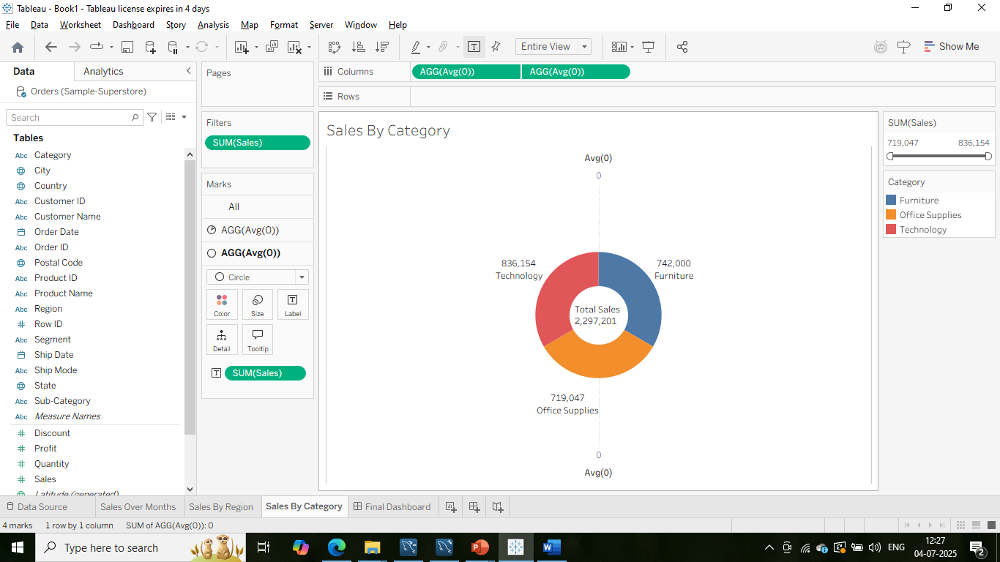 Tableau - Book1 - Tableau license expires in 4 days
File Data Worksheet Dashboard Story Analysis Map Format Server Window Help
Entire View
Show Me
Data Analytics
Orders (Sample-Superstore)
Search
Tables
Abc Category
City
Country
Abc Customer ID
Abc Customer Name
Order Date
Abc Order ID
Postal Code
Abc Product ID
Abc Product Name
Abc Region
# Row ID
Abc Segment
Ship Date
Abc Ship Mode
State
Abc Sub-Category
Abc Measure Names
# Discount
# Profit
# Quantity
# Sales
Latitude (generated)
Pages
Filters
SUM(Sales)
Marks
All
AGG(Avg(0))
AGG(Avg(0))
Circle
Color Size Label
Detail Tooltip
SUM(Sales)
Columns AGG(Avg(0)) AGG(Avg(0))
Rows
Sales By Category
Avg(0)
0
836,154
Technology
742,000
Furniture
Total Sales
2,297,201
719,047
Office Supplies
0
Avg(0)
SUM(Sales)
719,047 836,154
Category
Furniture
Office Supplies
Technology
Data Source Sales Over Months Sales By Region Sales By Category Final Dashboard
4 marks 1 row by 1 column SUM of AGG(Avg(0)): 0
Type here to search
ENG
12:27
04-07-2025
2